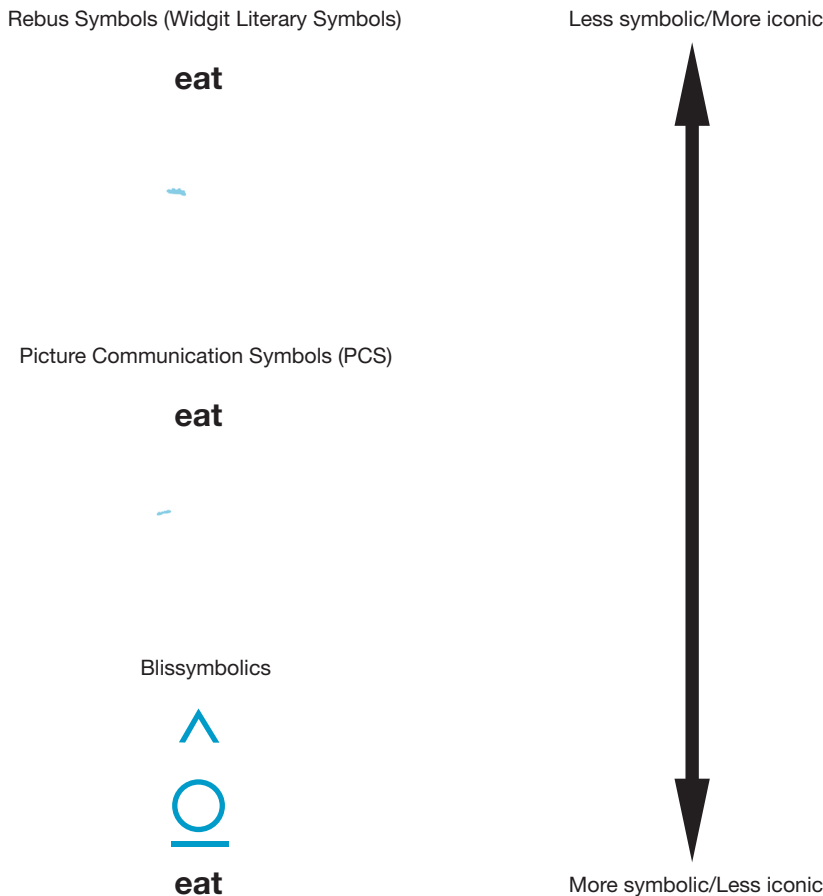 Rebus Symbols (Widgit Literary Symbols)
Less symbolic/More iconic
eat
Picture Communication Symbols (PCS)
eat
Blissymbolics
eat
More symbolic/Less iconic